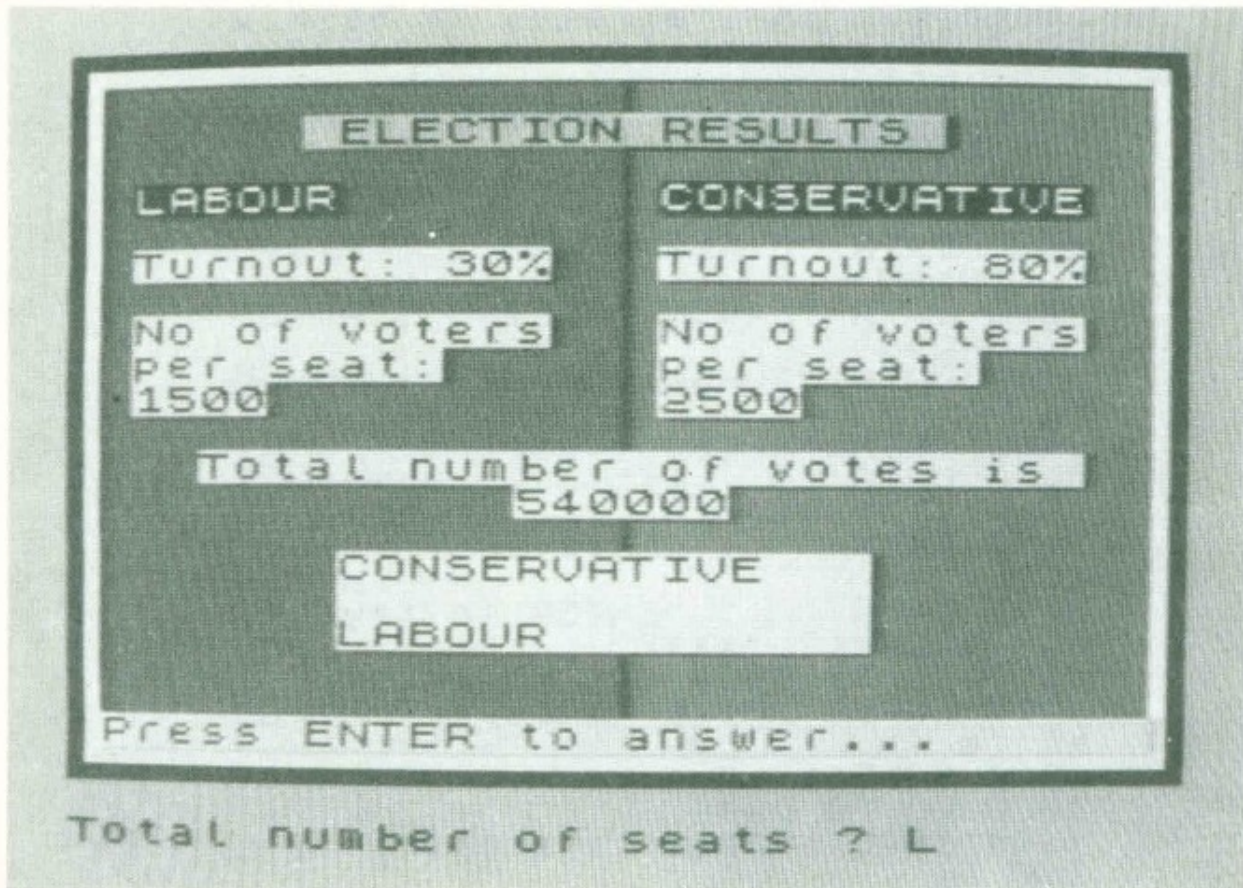 ELECTION RESULTS
LABOUR
Turnout: 30%
No of voters
per seat:
1500
CONSERVATIVE
Turnout: 80%
No of voters
per seat:
2500
Total number of votes is
540000
CONSERVATIVE
LABOUR
Press ENTER to answer...
Total number of seats ? L